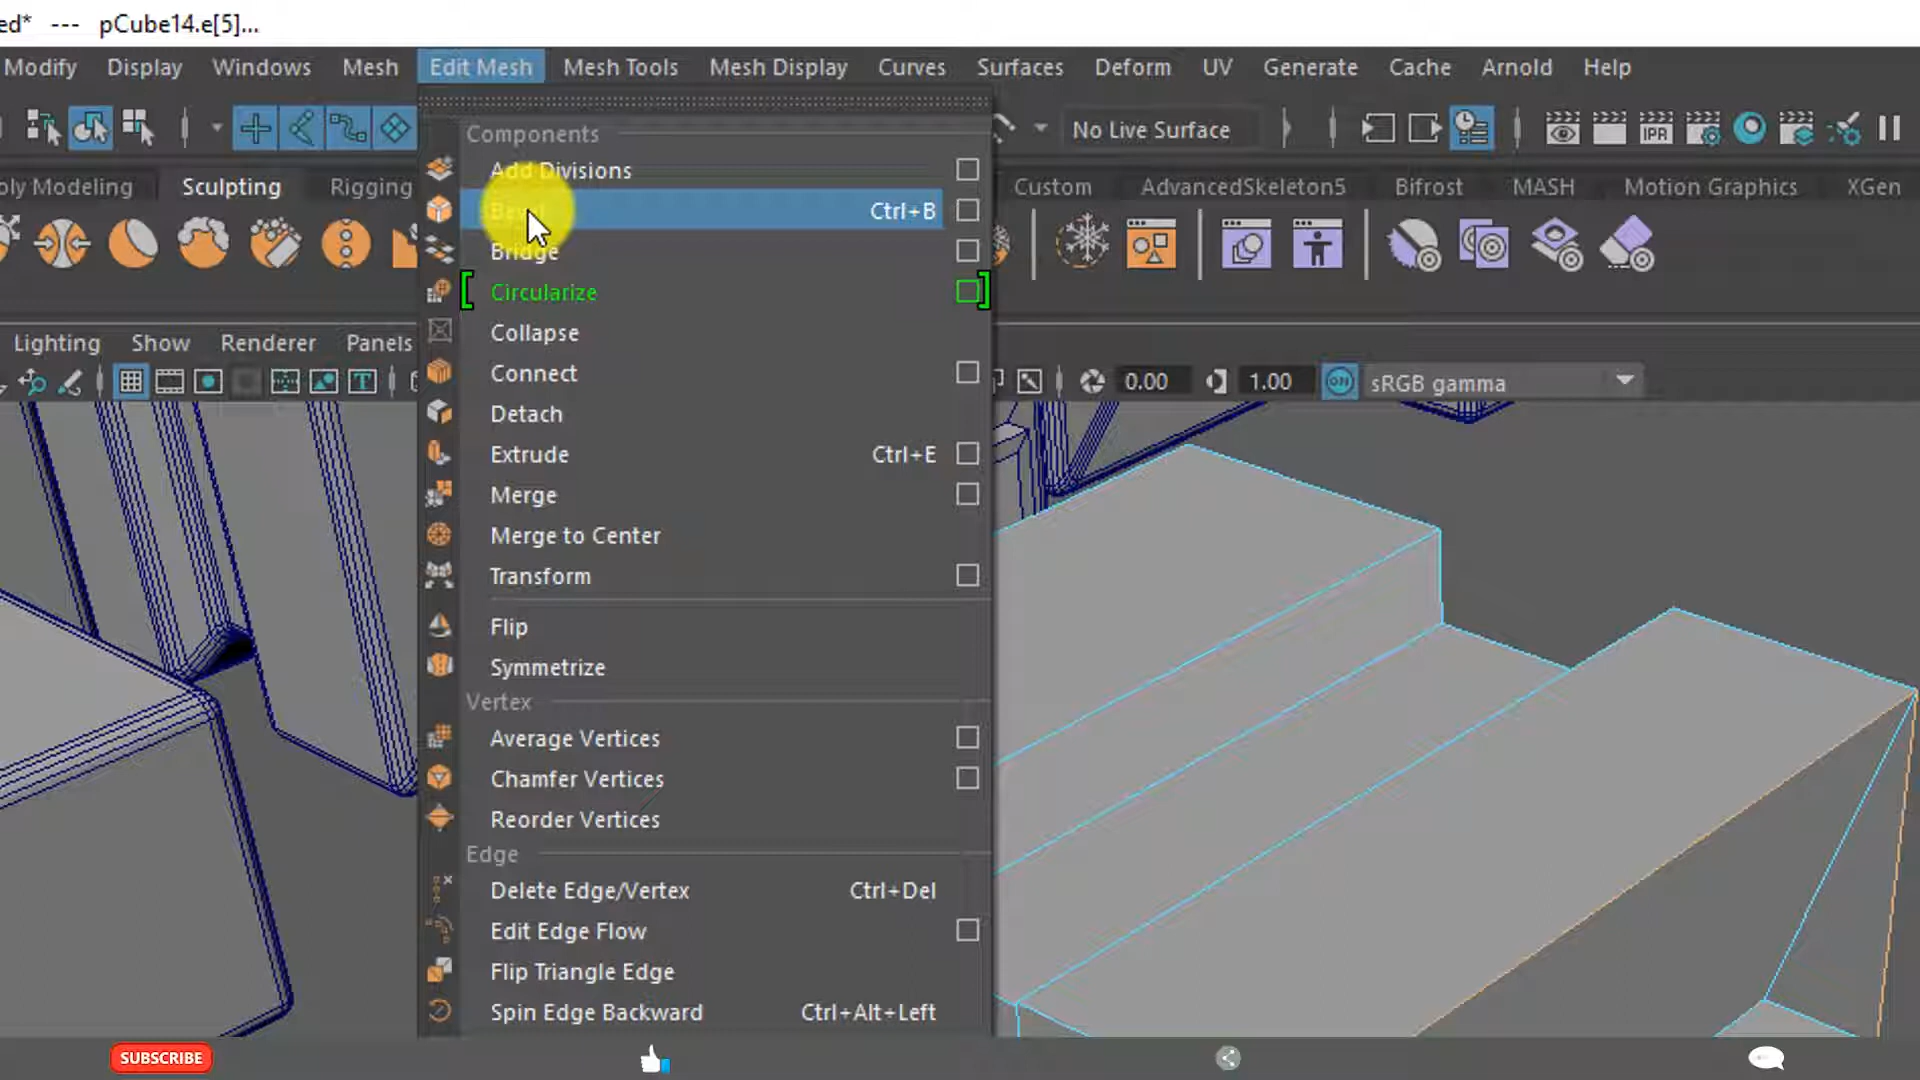 ed* --- pCube14.e[5]...
Modify Display Windows Mesh Edit Mesh Mesh Tools Mesh Display Curves Surfaces Deform UV Generate Cache Arnold Help
No Live Surface
IPR
oly Modeling Sculpting Rigging Custom AdvancedSkeleton5 Bifrost MASH Motion Graphics XGen
Lighting Show Renderer Panels
0.00 1.00 ON sRGB gamma
Components
Add Divisions
Bevel Ctrl+B
Bridge
Circularize
Collapse
Connect
Detach
Extrude Ctrl+E
Merge
Merge to Center
Transform
Flip
Symmetrize
Vertex
Average Vertices
Chamfer Vertices
Reorder Vertices
Edge
Delete Edge/Vertex Ctrl+Del
Edit Edge Flow
Flip Triangle Edge
Spin Edge Backward Ctrl+Alt+Left
SUBSCRIBE